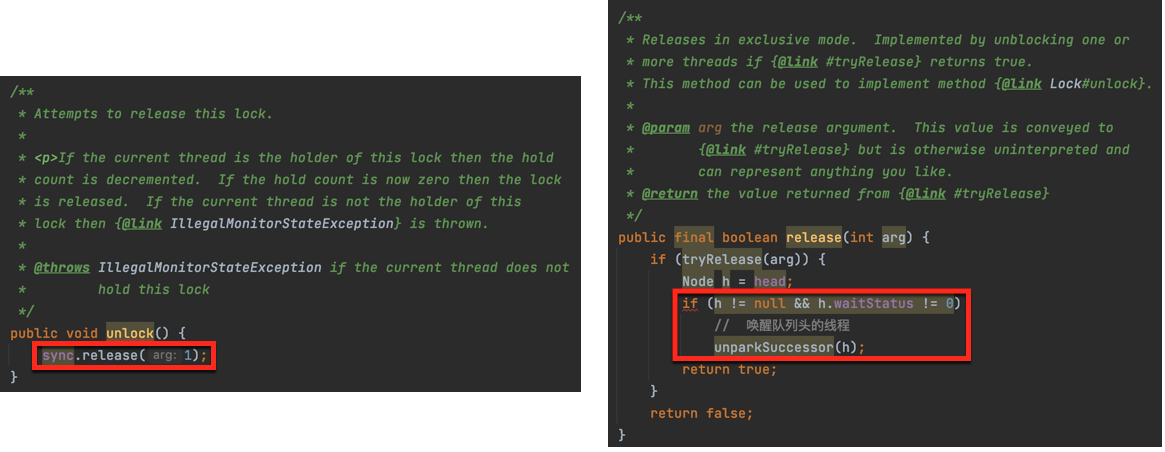 /**
 * Attempts to release this lock.
 *
 * <p>If the current thread is the holder of this lock then the hold
 * count is decremented.  If the hold count is now zero then the lock
 * is released.  If the current thread is not the holder of this
 * lock then {@link IllegalMonitorStateException} is thrown.
 *
 * @throws IllegalMonitorStateException if the current thread does not
 *         hold this lock
 */
public void unlock() {
    sync.release( arg: 1);
}
/**
 * Releases in exclusive mode.  Implemented by unblocking one or
 * more threads if {@link #tryRelease} returns true.
 * This method can be used to implement method {@link Lock#unlock}.
 *
 * @param arg the release argument.  This value is conveyed to
 *        {@link #tryRelease} but is otherwise uninterpreted and
 *        can represent anything you like.
 * @return the value returned from {@link #tryRelease}
 */
public final boolean release(int arg) {
    if (tryRelease(arg)) {
        Node h = head;
        if (h != null && h.waitStatus != 0)
            //  唤醒队列头的线程
            unparkSuccessor(h);
        return true;
    }
    return false;
}